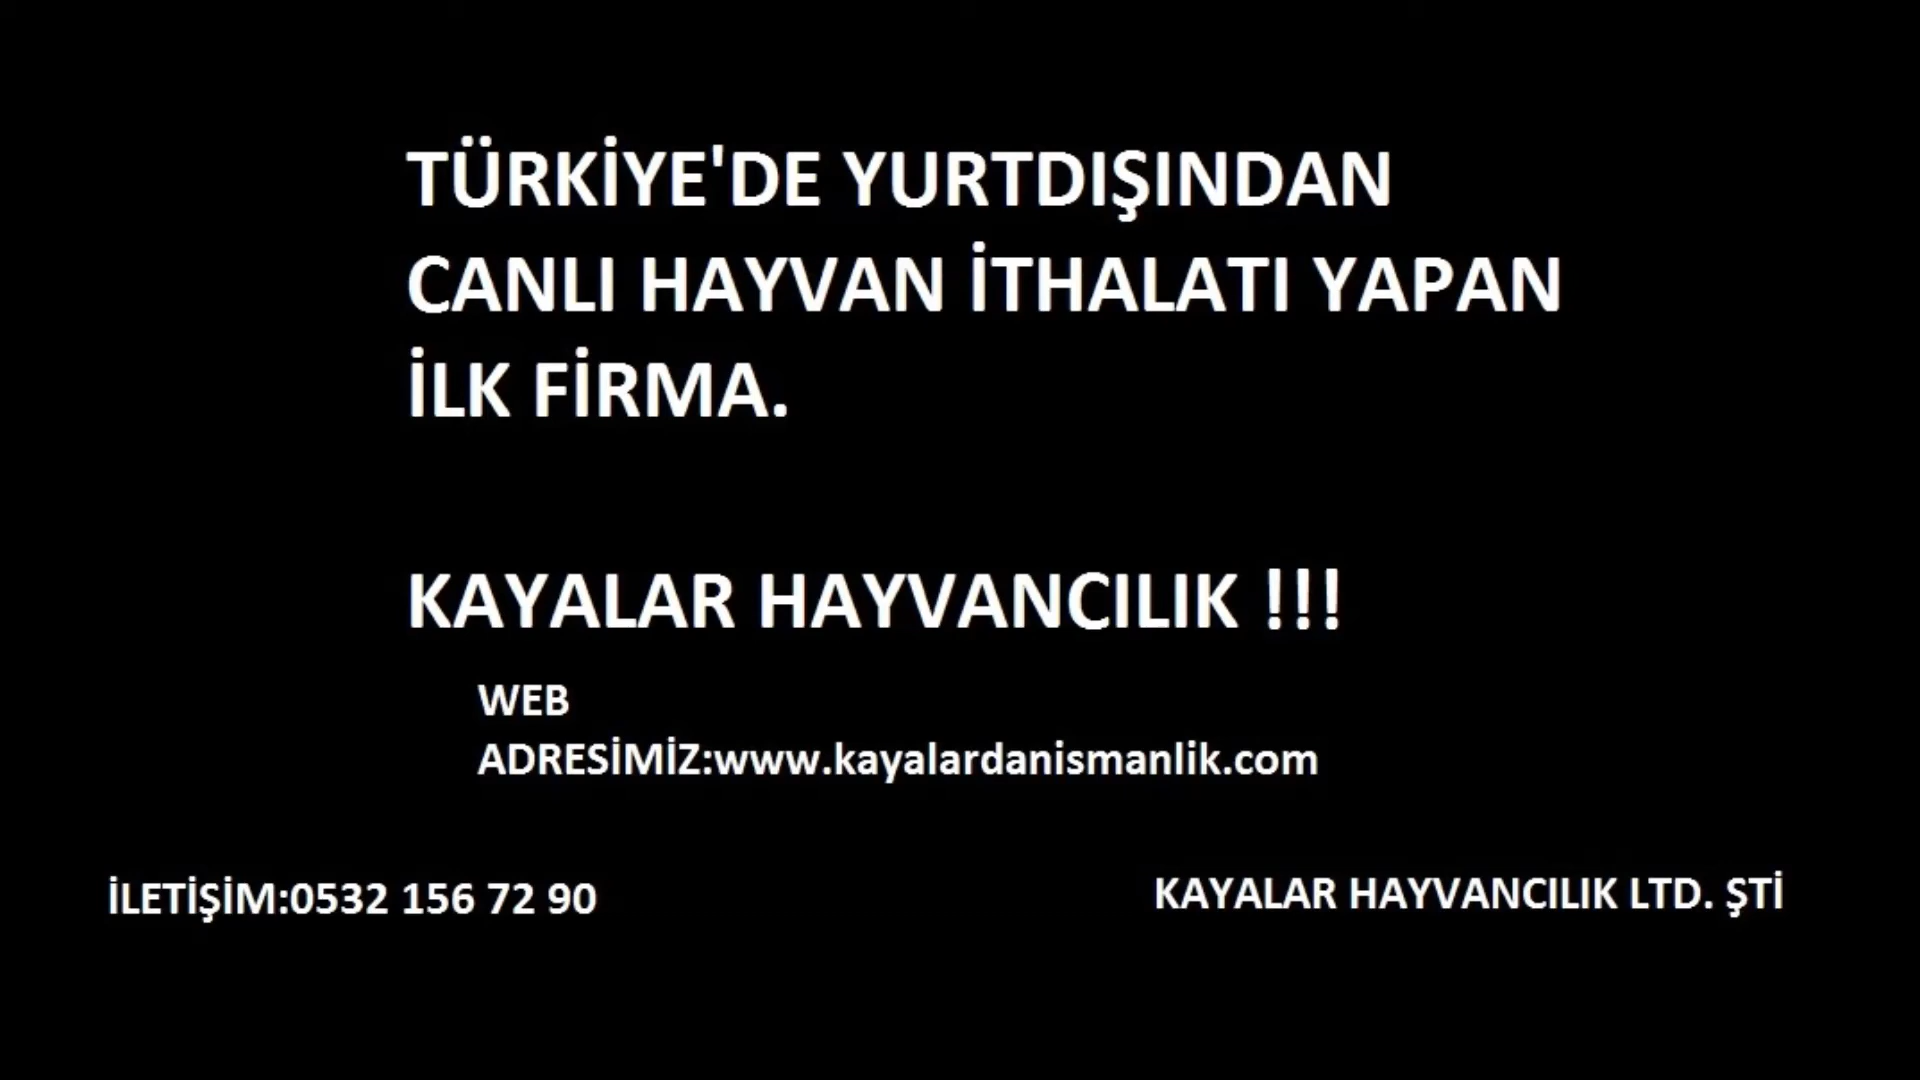 TÜRKİYE'DE YURTDIŞINDAN
CANLI HAYVAN İTHALATI YAPAN
İLK FİRMA.
KAYALAR HAYVANCILIK !!!
WEB
ADRESİMİZ:www.kayalardanismanlik.com
İLETİŞİM:0532 156 72 90
KAYALAR HAYVANCILIK LTD. ŞTİ